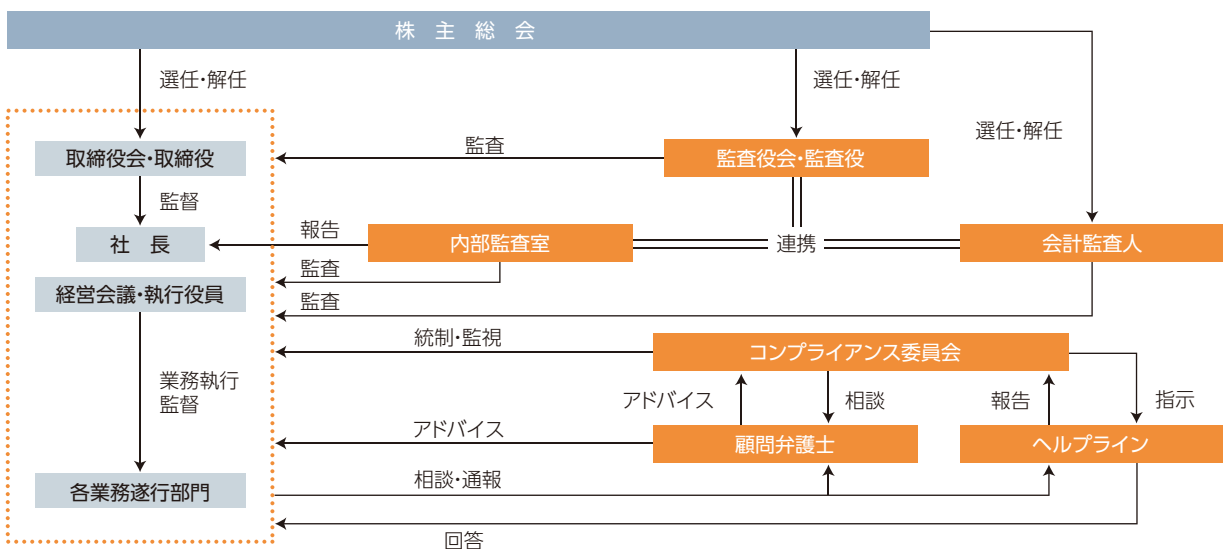 株 主 総 会
選任・解任
選任・解任
選任・解任
取締役会・取締役
監査
監査役会・監査役
監督
社 長
報告
内部監査室
連携
会計監査人
監査
経営会議・執行役員
監査
統制・監視
コンプライアンス委員会
業務執行
監督
アドバイス
相談
報告
指示
アドバイス
顧問弁護士
ヘルプライン
各業務遂行部門
相談・通報
回答